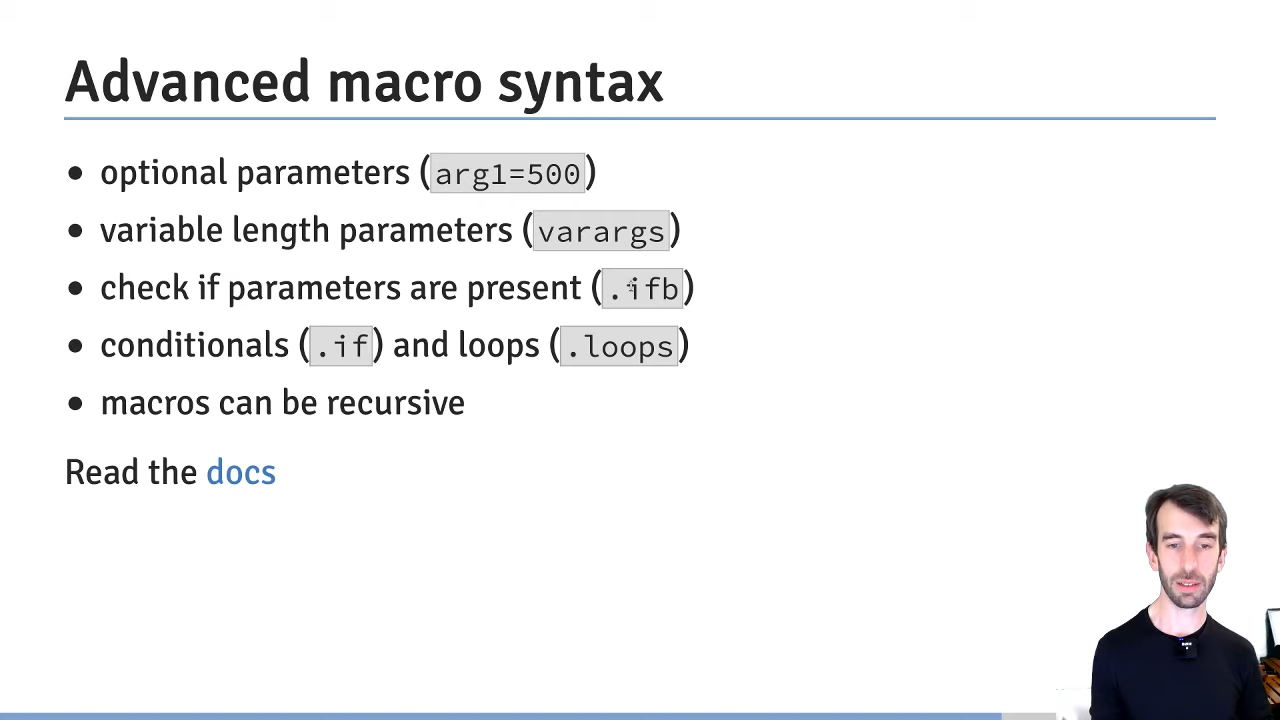 Advanced macro syntax
• optional parameters (arg1=500)
• variable length parameters (varargs)
• check if parameters are present (.ifb)
• conditionals (.if) and loops (.loops)
• macros can be recursive
Read the docs